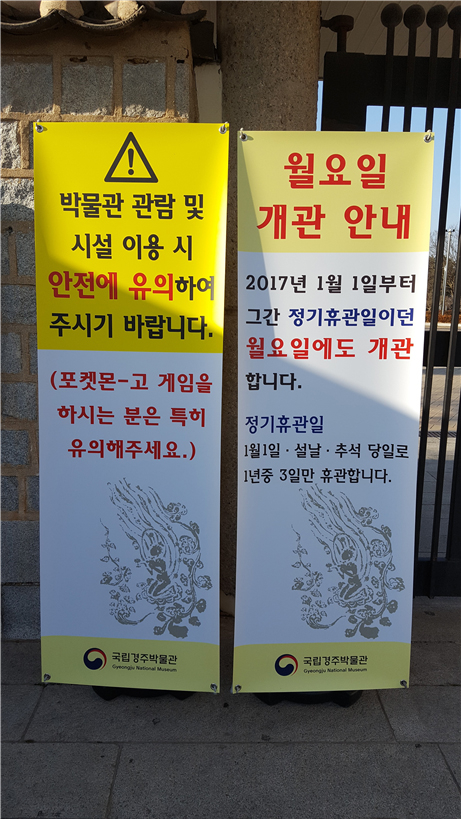 박물관 관람 및
시설 이용 시
안전에 유의하여
주시기 바랍니다.
(포켓몬-고 게임을
하시는 분은 특히
유의해주세요.)
국립경주박물관
Gyeongju National Museum
월요일
개관 안내
2017년 1월 1일부터
그간 정기휴관일이던
월요일에도 개관
합니다.
정기휴관일
1월1일 · 설날 · 추석 당일로
1년중 3일만 휴관합니다.
국립경주박물관
Gyeongju National Museum